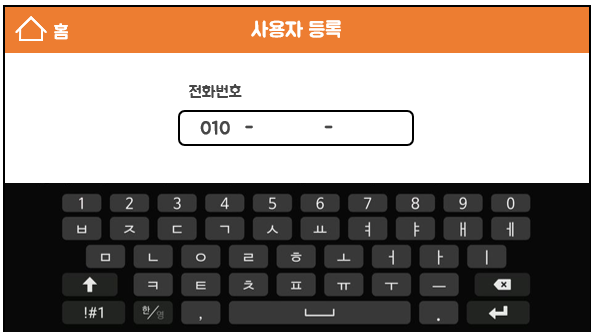 홈 사용자 등록
전화번호
010 - -
1 2 3 4 5 6 7 8 9 0
ㅂ ㅈ ㄷ ㄱ ㅅ ㅛ ㅕ ㅑ ㅐ ㅔ
ㅁ ㄴ ㅇ ㄹ ㅎ ㅗ ㅓ ㅏ ㅣ
ㅋ ㅌ ㅊ ㅍ ㅠ ㅜ ㅡ
!#1 한/영 , .